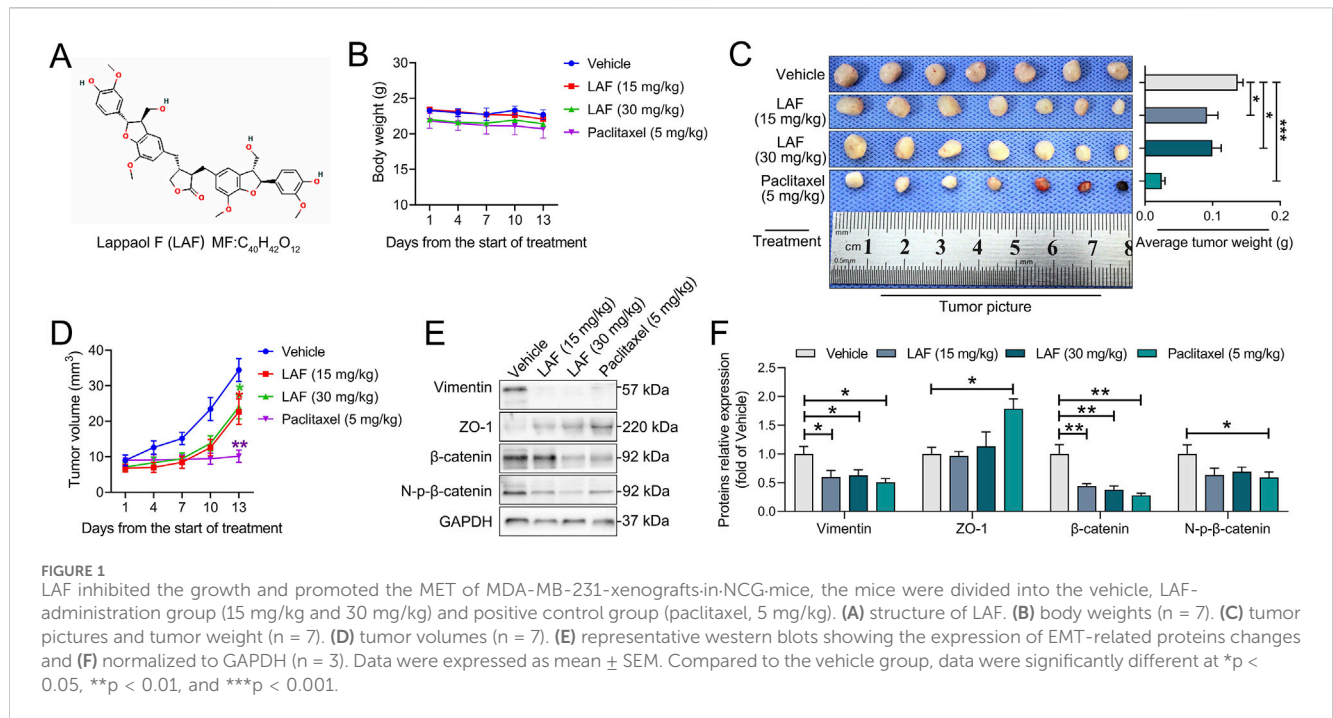 A
H
O
O
O
H
O
O
O
O
O
H
O
O
O
O
H
Lappaol F (LAF) MF:C₄₀H₄₂O₁₂
B
Body weight (g)
30
25
20
15
10
1 4 7 10 13
Days from the start of treatment
Vehicle
LAF (15 mg/kg)
LAF (30 mg/kg)
Paclitaxel (5 mg/kg)
C
Vehicle
LAF
(15 mg/kg)
LAF
(30 mg/kg)
Paclitaxel
(5 mg/kg)
Treatment
mm
cm 1 2 3 4 5 6 7 8
0.5mm
mm
Tumor picture
*
*
***
0.0 0.1 0.2
Average tumor weight (g)
D
Tumor volume (mm³)
40
30
20
10
0
1 4 7 10 13
Days from the start of treatment
Vehicle
LAF (15 mg/kg)
LAF (30 mg/kg)
Paclitaxel (5 mg/kg)
*
*
**
E
Vehicle
LAF (15 mg/kg)
LAF (30 mg/kg)
Paclitaxel (5 mg/kg)
Vimentin 57 kDa
ZO-1 220 kDa
β-catenin 92 kDa
N-p-β-catenin 92 kDa
GAPDH 37 kDa
F
Vehicle LAF (15 mg/kg) LAF (30 mg/kg) Paclitaxel (5 mg/kg)
Proteins relative expression
(fold of Vehicle)
2.5
2.0
1.5
1.0
0.5
0.0
*
*
*
*
**
**
**
*
Vimentin ZO-1 β-catenin N-p-β-catenin
FIGURE 1
LAF inhibited the growth and promoted the MET of MDA-MB-231-xenografts·in·NCG·mice, the mice were divided into the vehicle, LAF-
administration group (15 mg/kg and 30 mg/kg) and positive control group (paclitaxel, 5 mg/kg). (A) structure of LAF. (B) body weights (n = 7). (C) tumor
pictures and tumor weight (n = 7). (D) tumor volumes (n = 7). (E) representative western blots showing the expression of EMT-related proteins changes
and (F) normalized to GAPDH (n = 3). Data were expressed as mean ± SEM. Compared to the vehicle group, data were significantly different at *p <
0.05, **p < 0.01, and ***p < 0.001.